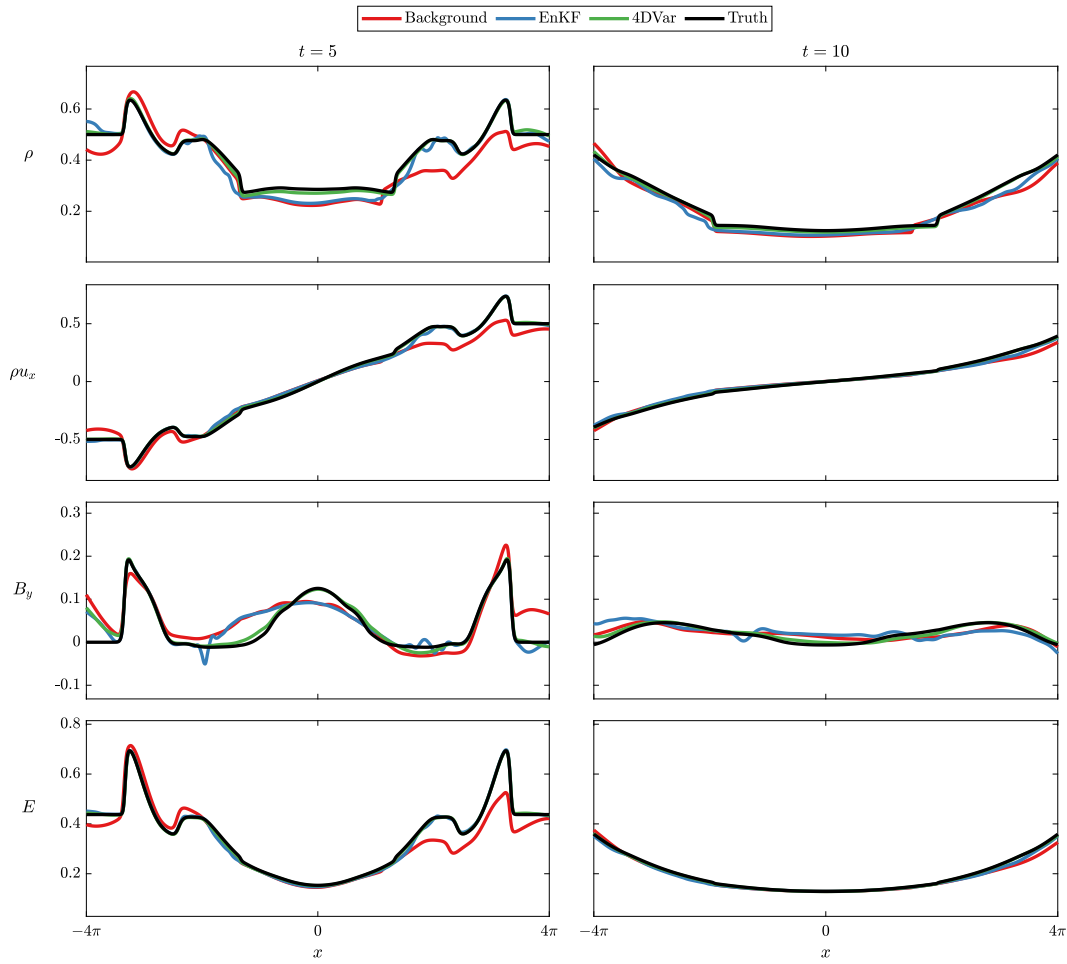 Background EnKF 4DVar Truth
t = 5
t = 10
ρ
0.6
0.4
0.2
ρu_x
0.5
0
-0.5
B_y
0.3
0.2
0.1
0
-0.1
E
0.8
0.6
0.4
0.2
−4π 0 4π
−4π 0 4π
x
x